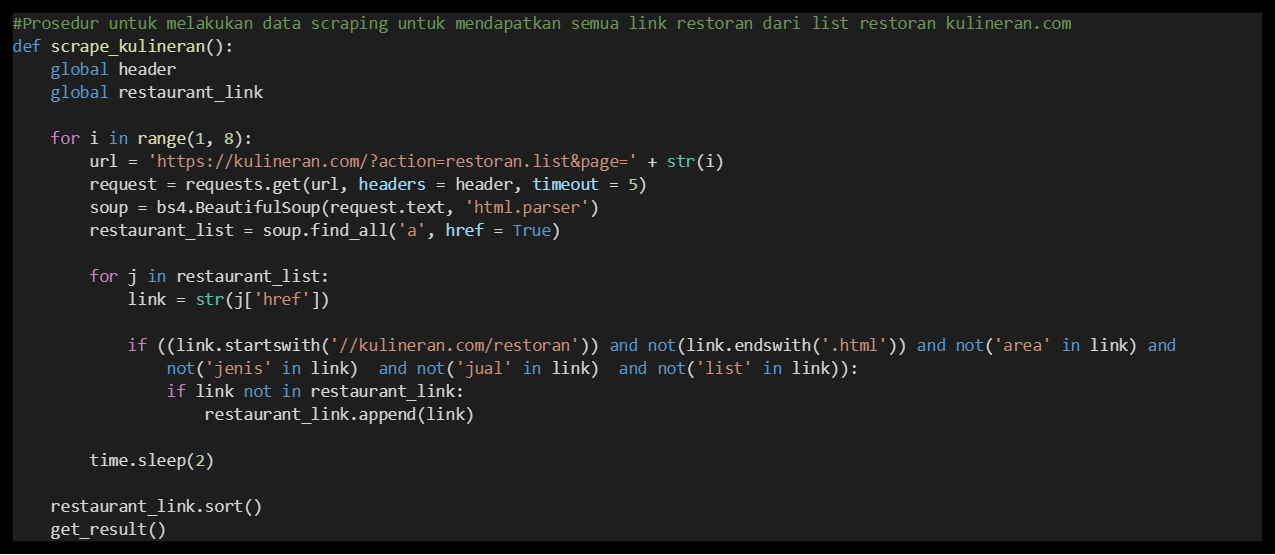 #Prosedur untuk melakukan data scraping untuk mendapatkan semua link restoran dari list restoran kulineran.com
def scrape_kulineran():
    global header
    global restaurant_link

    for i in range(1, 8):
        url = 'https://kulineran.com/?action=restoran.list&page=' + str(i)
        request = requests.get(url, headers = header, timeout = 5)
        soup = bs4.BeautifulSoup(request.text, 'html.parser')
        restaurant_list = soup.find_all('a', href = True)

        for j in restaurant_list:
            link = str(j['href'])

            if ((link.startswith('//kulineran.com/restoran')) and not(link.endswith('.html')) and not('area' in link) and
                not('jenis' in link)  and not('jual' in link)  and not('list' in link)):
                if link not in restaurant_link:
                    restaurant_link.append(link)

        time.sleep(2)

    restaurant_link.sort()
    get_result()